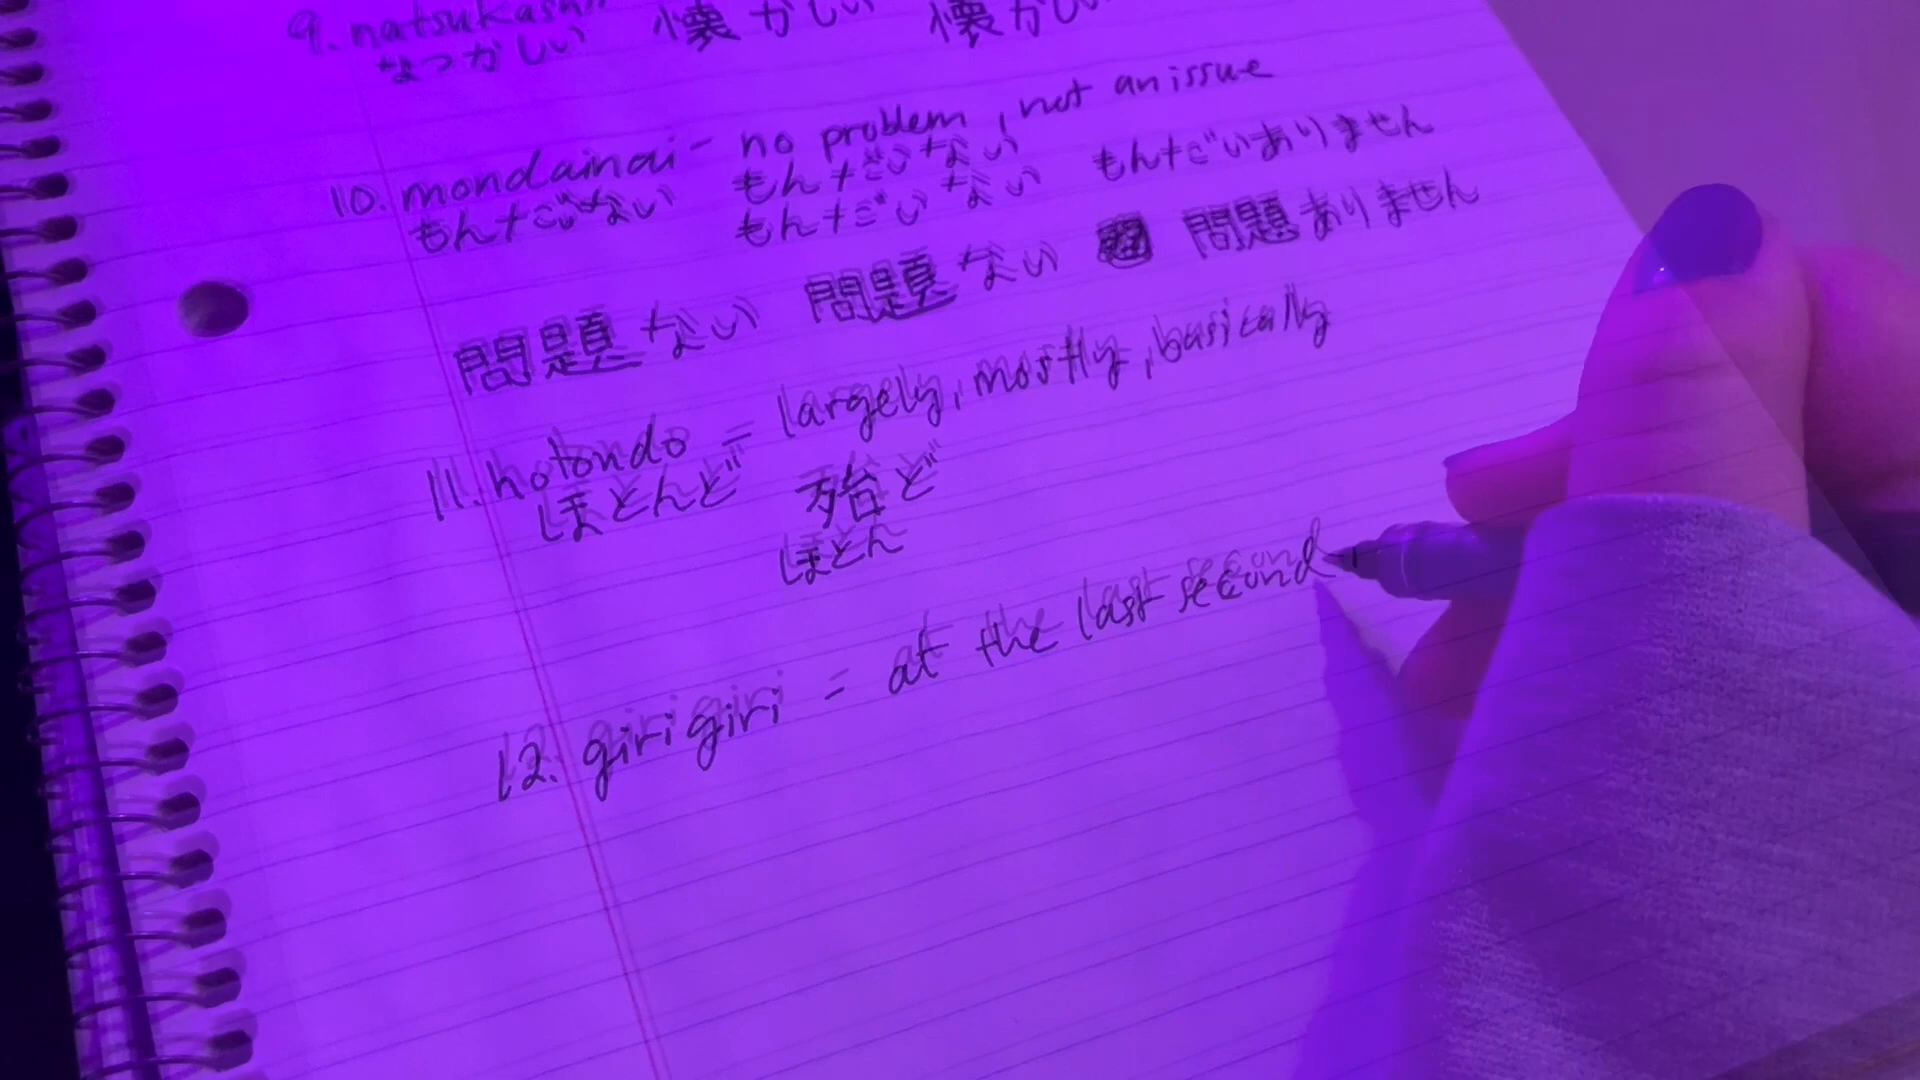 9. natsukashii
なつかしい 懐かしい 懐かしい
10. mondainai - no problem, not an issue
もんだいない もんだいない もんだいありません
もんだいない
問題ない 問題ない 問題ありません
11. hotondo = largely, mostly, basically
ほとんど 殆ど
ほとん
12. girigiri = at the last second